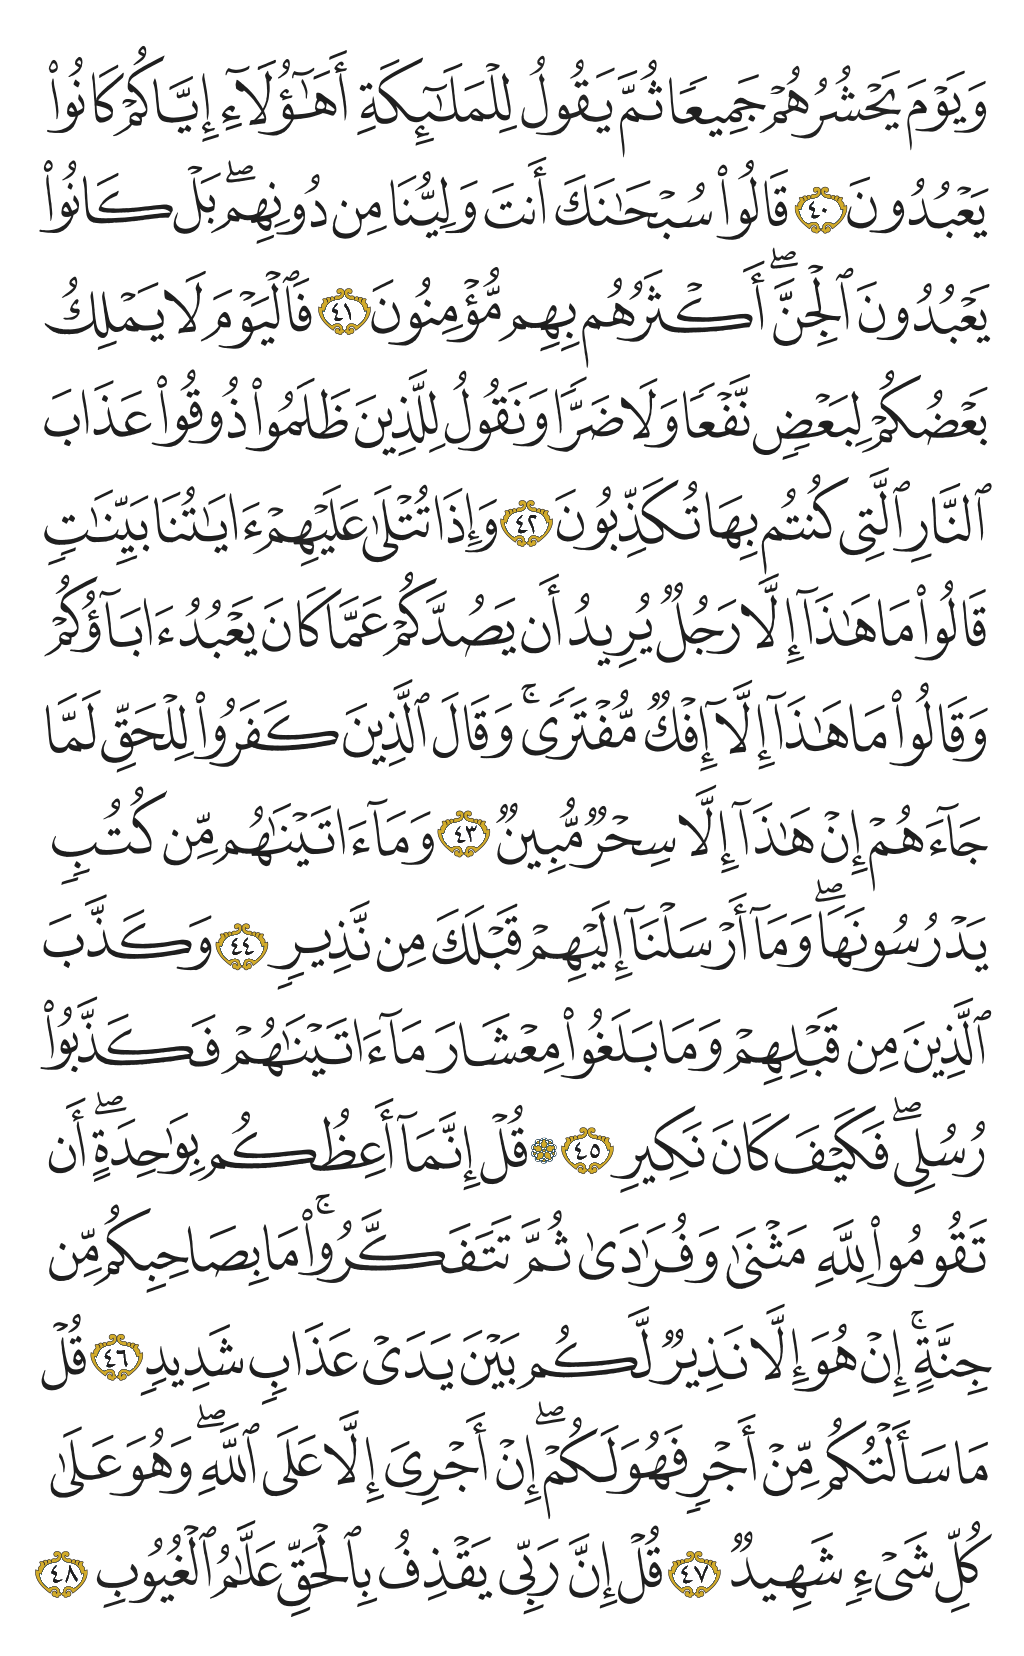 وَيَوْمَ يَحْشُرُهُمْ جَمِيعًا ثُمَّ يَقُولُ لِلْمَلَٰٓئِكَةِ أَهَٰٓؤُلَآءِ إِيَّاكُمْ كَانُوا۟
يَعْبُدُونَ ٤٠ قَالُوا۟ سُبْحَٰنَكَ أَنتَ وَلِيُّنَا مِن دُونِهِم ۖ بَلْ كَانُوا۟
يَعْبُدُونَ ٱلْجِنَّ ۖ أَكْثَرُهُم بِهِم مُّؤْمِنُونَ ٤١ فَٱلْيَوْمَ لَا يَمْلِكُ
بَعْضُكُمْ لِبَعْضٍ نَّفْعًا وَلَا ضَرًّا وَنَقُولُ لِلَّذِينَ ظَلَمُوا۟ ذُوقُوا۟ عَذَابَ
ٱلنَّارِ ٱلَّتِى كُنتُم بِهَا تُكَذِّبُونَ ٤٢ وَإِذَا تُتْلَىٰ عَلَيْهِمْ ءَايَٰتُنَا بَيِّنَٰتٍ
قَالُوا۟ مَا هَٰذَآ إِلَّا رَجُلٌ يُرِيدُ أَن يَصُدَّكُمْ عَمَّا كَانَ يَعْبُدُ ءَابَآؤُكُمْ
وَقَالُوا۟ مَا هَٰذَآ إِلَّآ إِفْكٌ مُّفْتَرًى ۚ وَقَالَ ٱلَّذِينَ كَفَرُوا۟ لِلْحَقِّ لَمَّا
جَآءَهُمْ إِنْ هَٰذَآ إِلَّا سِحْرٌ مُّبِينٌ ٤٣ وَمَآ ءَاتَيْنَٰهُم مِّن كُتُبٍ
يَدْرُسُونَهَا ۖ وَمَآ أَرْسَلْنَآ إِلَيْهِمْ قَبْلَكَ مِن نَّذِيرٍ ٤٤ وَكَذَّبَ
ٱلَّذِينَ مِن قَبْلِهِمْ وَمَا بَلَغُوا۟ مِعْشَارَ مَآ ءَاتَيْنَٰهُمْ فَكَذَّبُوا۟
رُسُلِى ۖ فَكَيْفَ كَانَ نَكِيرِ ٤٥ ۞ قُلْ إِنَّمَآ أَعِظُكُم بِوَٰحِدَةٍ ۖ أَن
تَقُومُوا۟ لِلَّهِ مَثْنَىٰ وَفُرَٰدَىٰ ثُمَّ تَتَفَكَّرُوا۟ ۚ مَا بِصَاحِبِكُم مِّن
جِنَّةٍ ۚ إِنْ هُوَ إِلَّا نَذِيرٌ لَّكُم بَيْنَ يَدَىْ عَذَابٍ شَدِيدٍ ٤٦ قُلْ
مَا سَأَلْتُكُم مِّنْ أَجْرٍ فَهُوَ لَكُمْ ۖ إِنْ أَجْرِىَ إِلَّا عَلَى ٱللَّهِ ۖ وَهُوَ عَلَىٰ
كُلِّ شَىْءٍ شَهِيدٌ ٤٧ قُلْ إِنَّ رَبِّى يَقْذِفُ بِٱلْحَقِّ عَلَّٰمُ ٱلْغُيُوبِ ٤٨